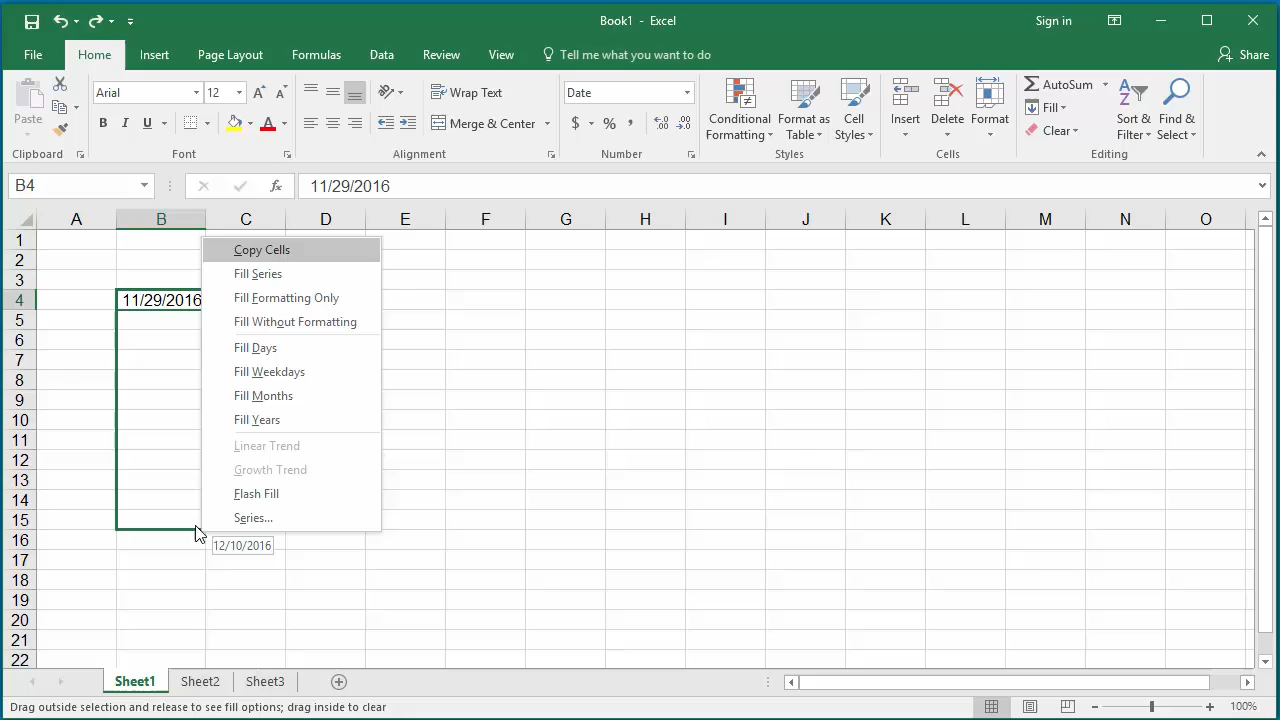 Book1 - Excel
Sign in
File Home Insert Page Layout Formulas Data Review View Tell me what you want to do Share
Paste
Clipboard
Arial 12
B I U
A A
A
Font
Wrap Text
Merge & Center
Alignment
Date
$ % ,
Number
Conditional Formatting
Format as Table
Cell Styles
Styles
Insert
Delete
Format
Cells
AutoSum
Fill
Clear
Sort & Filter
Find & Select
Editing
B4 fx 11/29/2016
A B C D E F G H I J K L M N O
1
2
3
4 11/29/2016
5
6
7
8
9
10
11
12
13
14
15
16
17
18
19
20
21
22
Copy Cells
Fill Series
Fill Formatting Only
Fill Without Formatting
Fill Days
Fill Weekdays
Fill Months
Fill Years
Linear Trend
Growth Trend
Flash Fill
Series...
12/10/2016
Sheet1 Sheet2 Sheet3
Drag outside selection and release to see fill options; drag inside to clear
100%